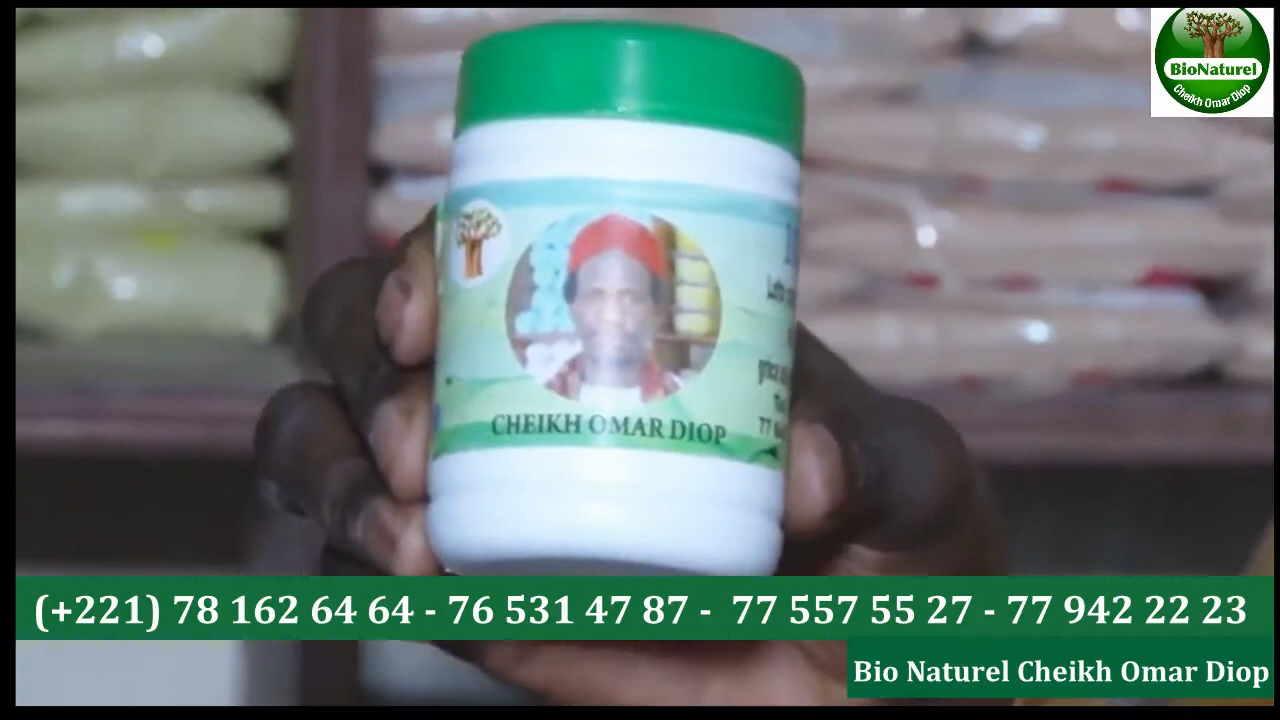 BioNaturel
Cheikh Omar Diop
CHEIKH OMAR DIOP
77
(+221) 78 162 64 64 - 76 531 47 87 - 77 557 55 27 - 77 942 22 23
Bio Naturel Cheikh Omar Diop